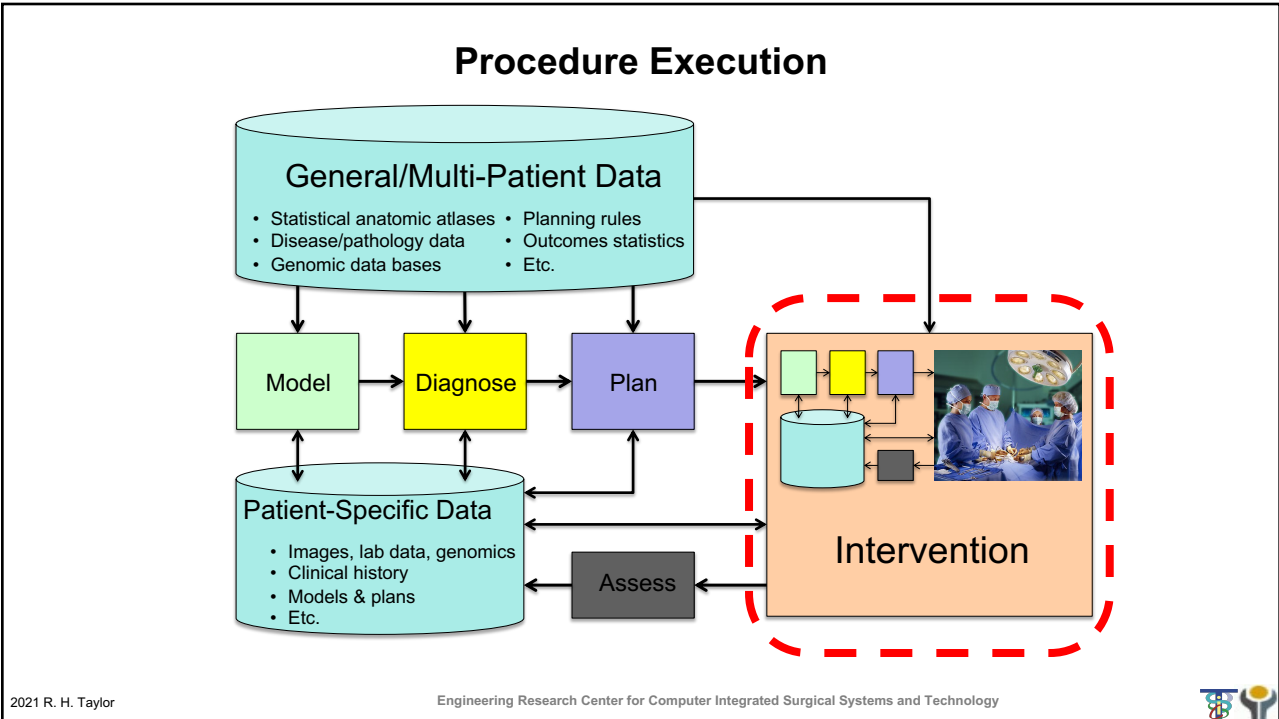 Procedure Execution
General/Multi-Patient Data
• Statistical anatomic atlases
• Disease/pathology data
• Genomic data bases
• Planning rules
• Outcomes statistics
• Etc.
Model
Diagnose
Plan
Patient-Specific Data
• Images, lab data, genomics
• Clinical history
• Models & plans
• Etc.
Assess
Intervention
2021 R. H. Taylor
Engineering Research Center for Computer Integrated Surgical Systems and Technology